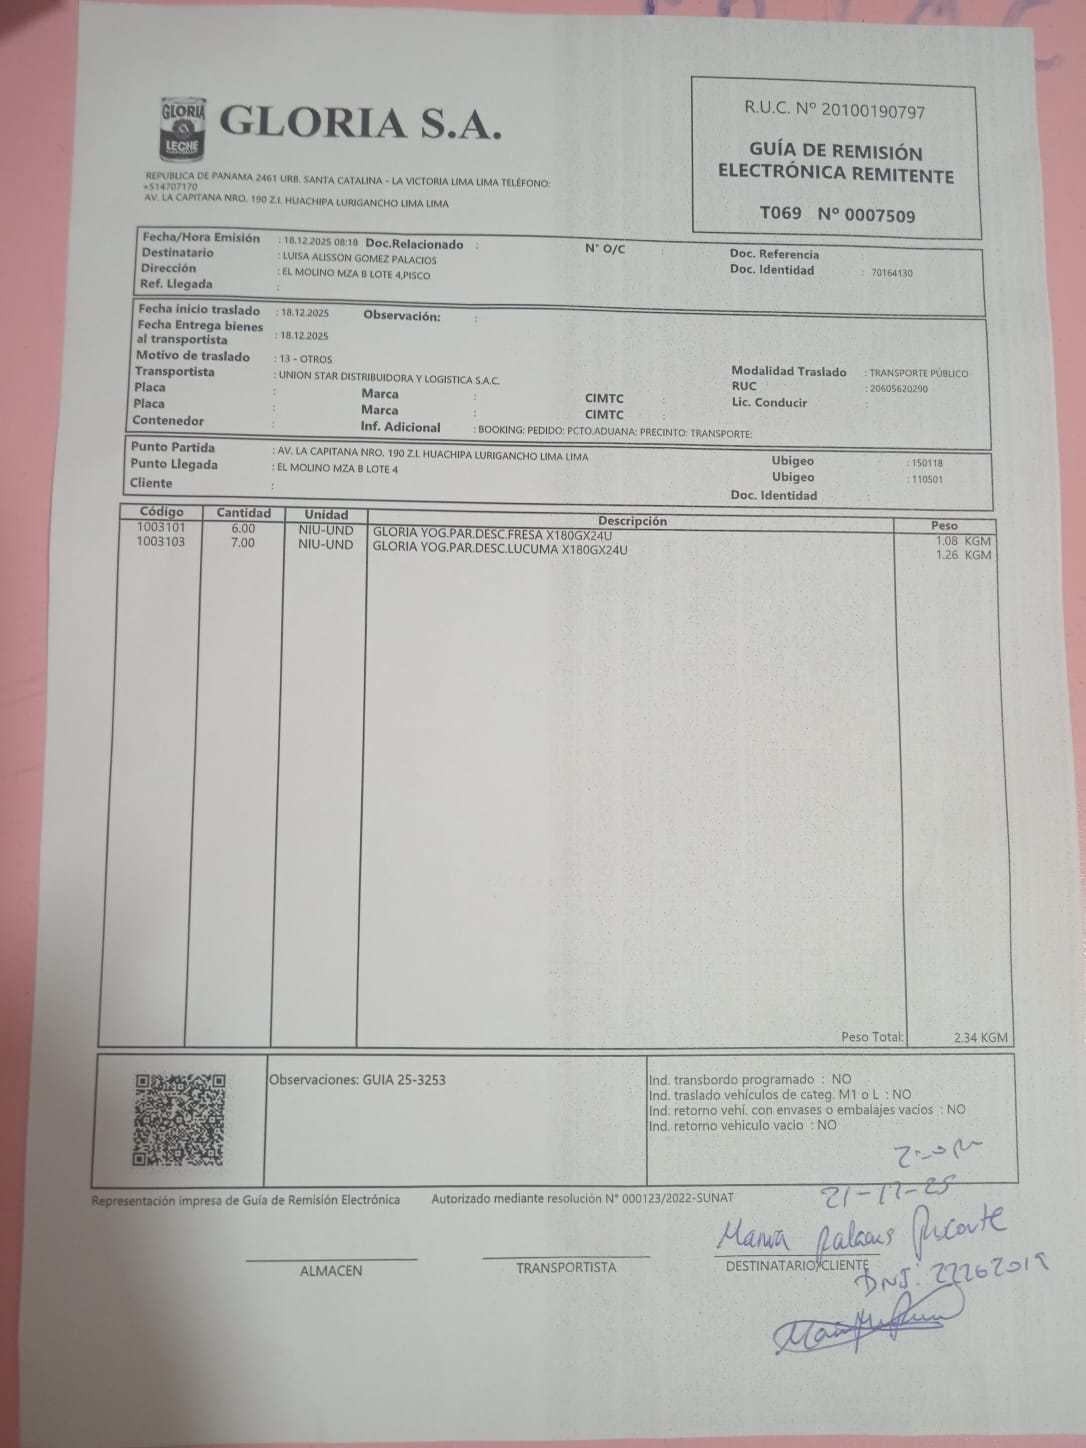 GLORIA
LECHE
GLORIA S.A.
REPUBLICA DE PANAMA 2461 URB. SANTA CATALINA - LA VICTORIA LIMA LIMA TELÉFONO:
+514707170
AV. LA CAPITANA NRO. 190 Z.I. HUACHIPA LURIGANCHO LIMA LIMA
R.U.C. Nº 20100190797
GUÍA DE REMISIÓN
ELECTRÓNICA REMITENTE
T069 Nº 0007509
Fecha/Hora Emisión : 18.12.2025 08:18 Doc.Relacionado : N° O/C : Doc. Referencia
Destinatario : LUISA ALISSON GOMEZ PALACIOS Doc. Identidad : 70164130
Dirección : EL MOLINO MZA B LOTE 4,PISCO
Ref. Llegada :
Fecha inicio traslado : 18.12.2025 Observación: :
Fecha Entrega bienes
al transportista : 18.12.2025
Motivo de traslado : 13 - OTROS Modalidad Traslado : TRANSPORTE PÚBLICO
Transportista : UNION STAR DISTRIBUIDORA Y LOGISTICA S.A.C. RUC : 20605620290
Placa : Marca : CIMTC : Lic. Conducir :
Placa : Marca : CIMTC :
Contenedor : Inf. Adicional : BOOKING: PEDIDO: PCTO.ADUANA: PRECINTO: TRANSPORTE:
Punto Partida : AV. LA CAPITANA NRO. 190 Z.I. HUACHIPA LURIGANCHO LIMA LIMA Ubigeo : 150118
Punto Llegada : EL MOLINO MZA B LOTE 4 Ubigeo : 110501
Cliente : Doc. Identidad :
Código Cantidad Unidad Descripción Peso
1003101 6.00 NIU-UND GLORIA YOG.PAR.DESC.FRESA X180GX24U 1.08 KGM
1003103 7.00 NIU-UND GLORIA YOG.PAR.DESC.LUCUMA X180GX24U 1.26 KGM
Peso Total: 2.34 KGM
Observaciones: GUIA 25-3253
Ind. transbordo programado : NO
Ind. traslado vehículos de categ. M1 o L : NO
Ind. retorno vehí. con envases o embalajes vacíos : NO
Ind. retorno vehiculo vacio : NO
Representación impresa de Guía de Remisión Electrónica Autorizado mediante resolución N° 000123/2022-SUNAT
21-12-25
ALMACEN
TRANSPORTISTA
DESTINATARIO/CLIENTE
DNI: 22262019